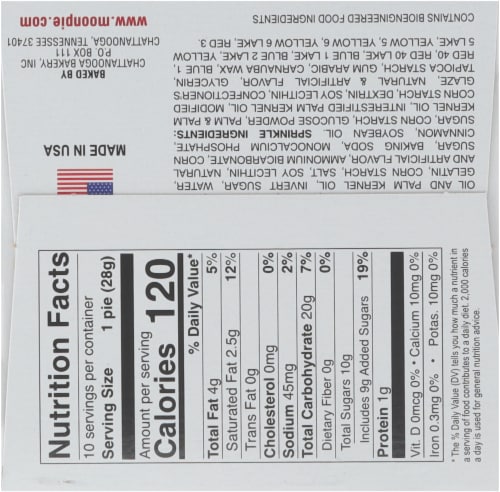 OIL AND PALM KERNEL OIL, INVERT SUGAR, WATER,
GELATIN, CORN STARCH, SALT, SOY LECITHIN, NATURAL
AND ARTIFICIAL FLAVOR, AMMONIUM BICARBONATE, CORN
SUGAR, BAKING SODA, MONOCALCIUM PHOSPHATE,
CINNAMON, SOYBEAN OIL, SPRINKLE INGREDIENTS:
SUGAR, CORN STARCH, GLUCOSE POWDER, PALM & PALM
KERNEL OIL, INTERESTIFIED PALM KERNEL OIL, MODIFIED
CORN STARCH, DEXTRIN, SOY LECITHIN, CONFECTIONER'S
GLAZE, NATURAL & ARTIFICIAL FLAVOR, GLYCERIN,
TAPIOCA STARCH, GUM ARABIC, CARNAUBA WAX, BLUE 1,
RED 40, RED 40 LAKE, BLUE 1 LAKE, BLUE 2 LAKE, YELLOW
5 LAKE, YELLOW 5, YELLOW 6, YELLOW 6 LAKE, RED 3.
CONTAINS BIOENGINEERED FOOD INGREDIENTS
MADE IN USA
BAKED BY
CHATTANOOGA BAKERY, INC
P.O. BOX 111
CHATTANOOGA, TENNESSEE 37401
www.moonpie.com
Nutrition Facts
10 servings per container
Serving Size 1 pie (28g)
Amount per serving
Calories 120
% Daily Value*
Total Fat 4g 5%
Saturated Fat 2.5g 12%
Trans Fat 0g
Cholesterol 0mg 0%
Sodium 45mg 2%
Total Carbohydrate 20g 7%
Dietary Fiber 0g 0%
Total Sugars 10g
Includes 9g Added Sugars 19%
Protein 1g
Vit. D 0mcg 0% • Calcium 10mg 0%
Iron 0.3mg 0% • Potas. 10mg 0%
* The % Daily Value (DV) tells you how much a nutrient in
a serving of food contributes to a daily diet. 2,000 calories
a day is used for general nutrition advice.